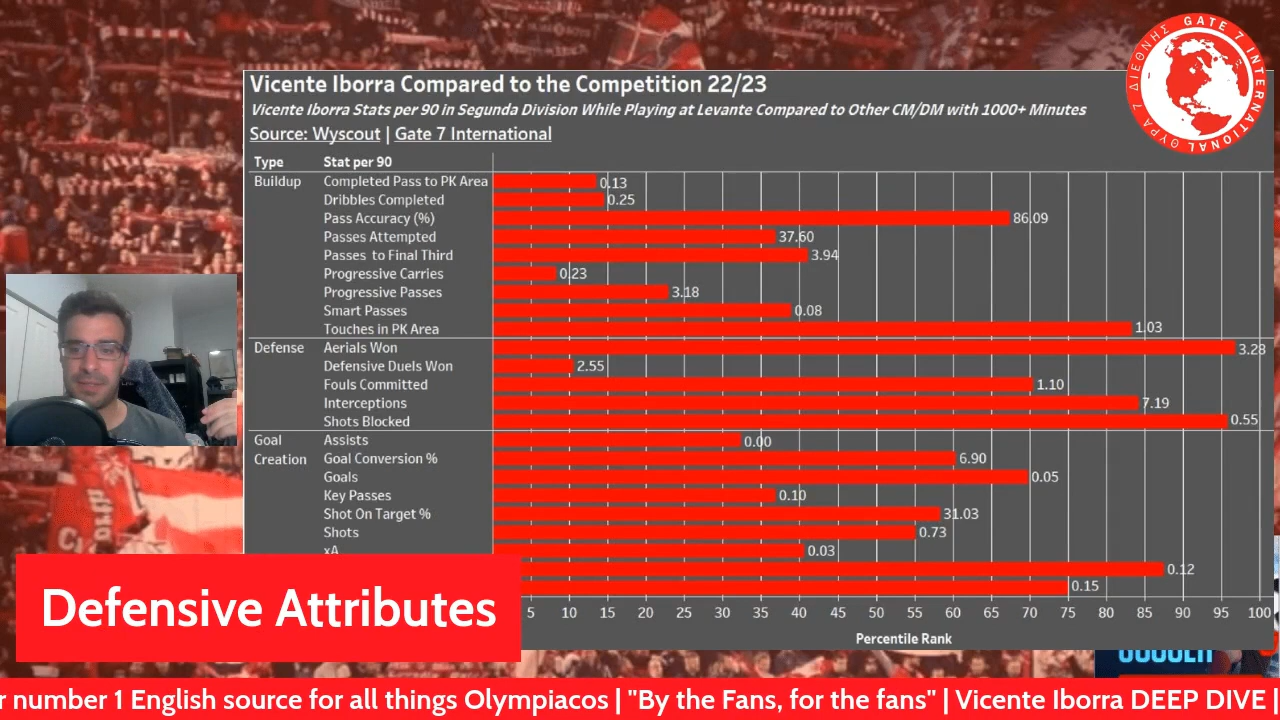 Vicente Iborra Compared to the Competition 22/23
Vicente Iborra Stats per 90 in Segunda Division While Playing at Levante Compared to Other CM/DM with 1000+ Minutes
Source: Wyscout | Gate 7 International
GATE 7 INTERNATIONAL
ΘΥΡΑ 7 ΔΙΕΘΝΗΣ
Type Stat per 90
Buildup Completed Pass to PK Area 0.13
Dribbles Completed 0.25
Pass Accuracy (%) 86.09
Passes Attempted 37.60
Passes to Final Third 3.94
Progressive Carries 0.23
Progressive Passes 3.18
Smart Passes 0.08
Touches in PK Area 1.03
Defense Aerials Won 3.28
Defensive Duels Won 2.55
Fouls Committed 1.10
Interceptions 7.19
Shots Blocked 0.55
Goal Assists 0.00
Creation Goal Conversion % 6.90
Goals 0.05
Key Passes 0.10
Shot On Target % 31.03
Shots 0.73
xA 0.03
0.12
0.15
5 10 15 20 25 30 35 40 45 50 55 60 65 70 75 80 85 90 95 100
Percentile Rank
Defensive Attributes
r number 1 English source for all things Olympiacos | "By the Fans, for the fans" | Vicente Iborra DEEP DIVE |